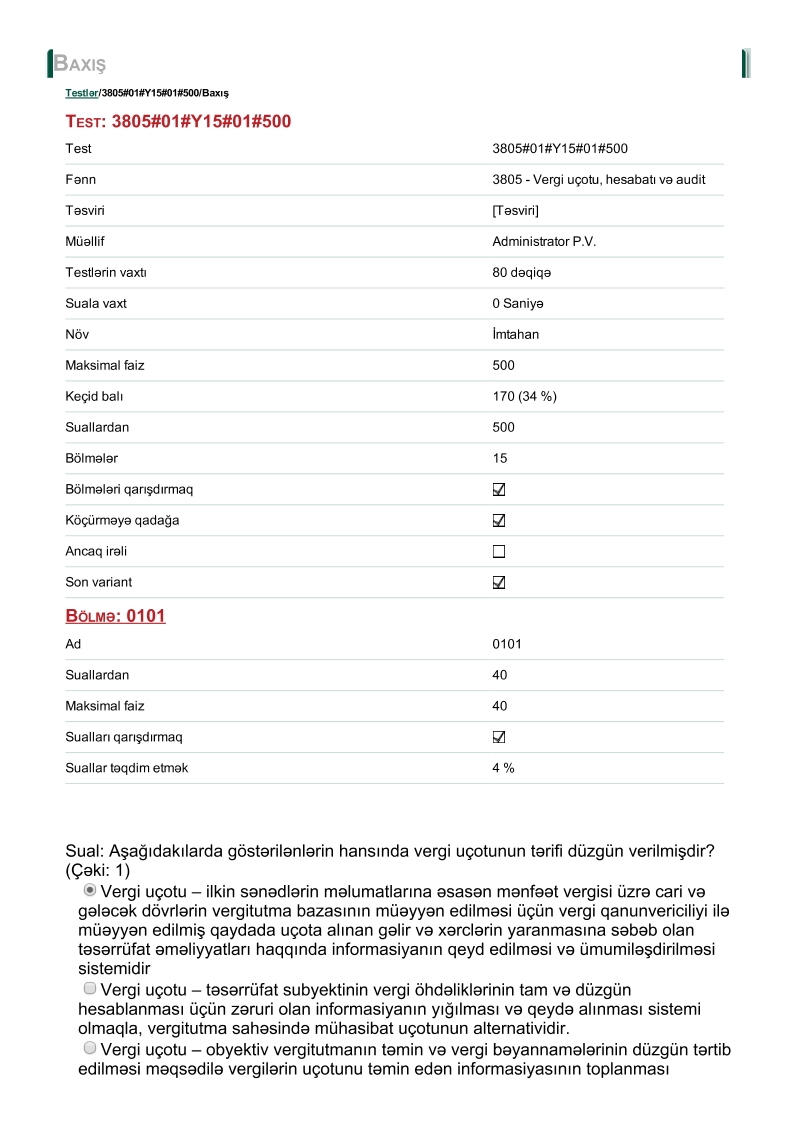 BAXIŞ
Testlər/3805#01#Y15#01#500/Baxış
TEST: 3805#01#Y15#01#500
Test 3805#01#Y15#01#500
Fənn 3805 - Vergi uçotu, hesabatı və audit
Təsviri [Təsviri]
Müəllif Administrator P.V.
Testlərin vaxtı 80 dəqiqə
Suala vaxt 0 Saniyə
Növ İmtahan
Maksimal faiz 500
Keçid balı 170 (34 %)
Suallardan 500
Bölmələr 15
Bölmələri qarışdırmaq
Köçürməyə qadağa
Ancaq irəli
Son variant
BÖLMƏ: 0101
Ad 0101
Suallardan 40
Maksimal faiz 40
Sualları qarışdırmaq
Suallar təqdim etmək 4 %
Sual: Aşağıdakılarda göstərilənlərin hansında vergi uçotunun tərifi düzgün verilmişdir?
(Çəki: 1)
Vergi uçotu – ilkin sənədlərin məlumatlarına əsasən mənfəət vergisi üzrə cari və
gələcək dövrlərin vergitutma bazasının müəyyən edilməsi üçün vergi qanunvericiliyi ilə
müəyyən edilmiş qaydada uçota alınan gəlir və xərclərin yaranmasına səbəb olan
təsərrüfat əməliyyatları haqqında informasiyanın qeyd edilməsi və ümumiləşdirilməsi
sistemidir
Vergi uçotu – təsərrüfat subyektinin vergi öhdəliklərinin tam və düzgün
hesablanması üçün zəruri olan informasiyanın yığılması və qeydə alınması sistemi
olmaqla, vergitutma sahəsində mühasibat uçotunun alternatividir.
Vergi uçotu – obyektiv vergitutmanın təmin və vergi bəyannamələrinin düzgün tərtib
edilməsi məqsədilə vergilərin uçotunu təmin edən informasiyasının toplanması